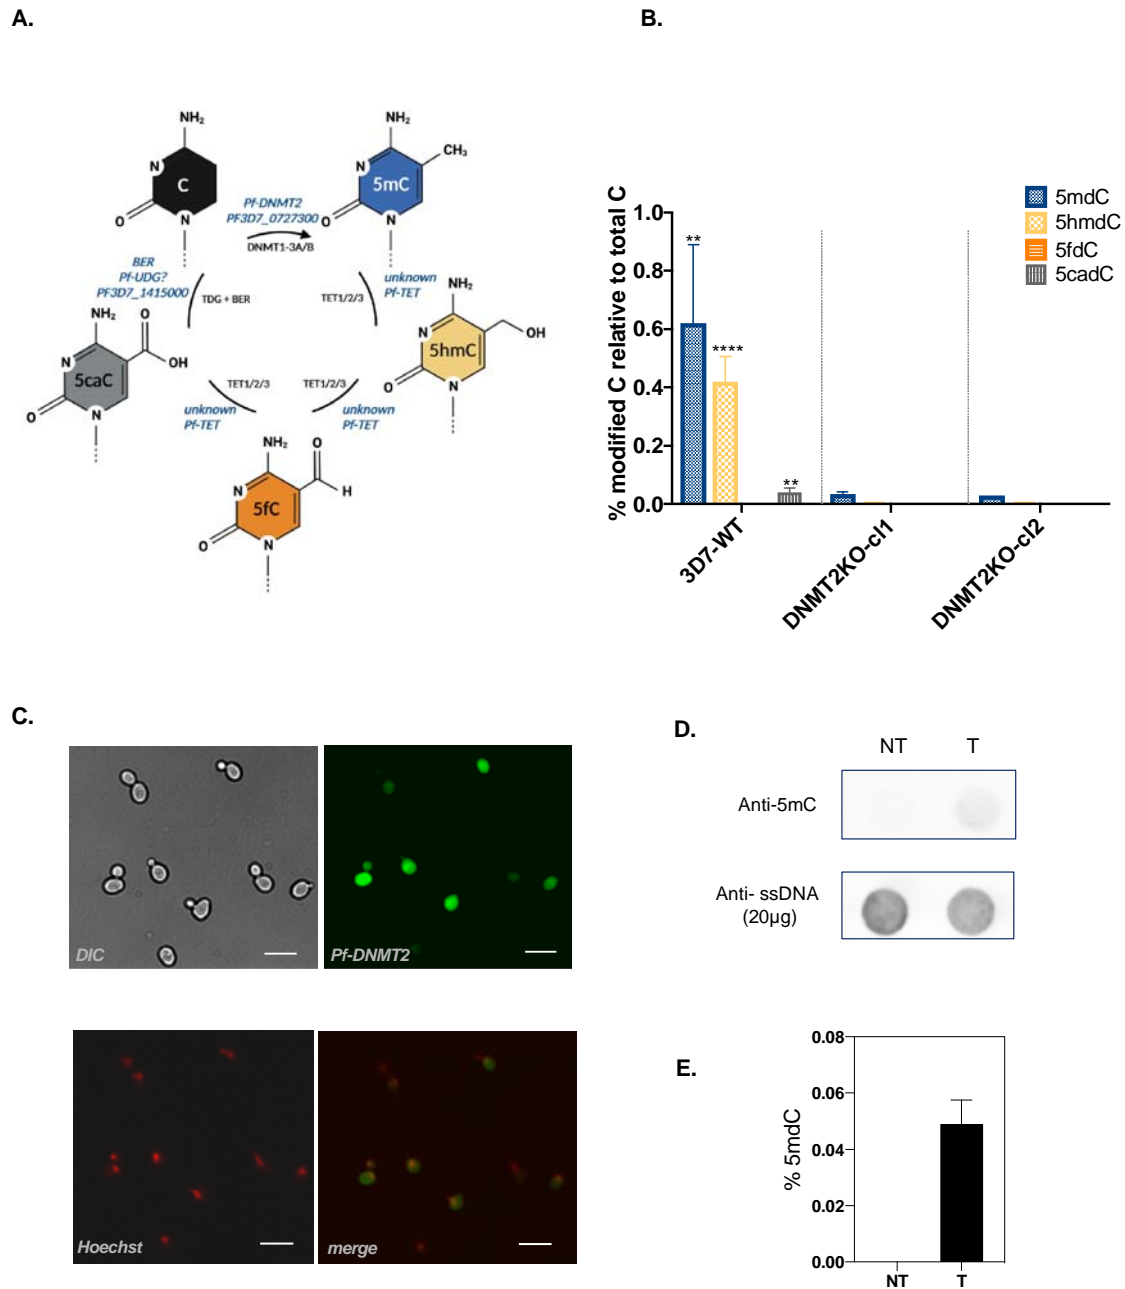 A.
B.
NH₂
N
C
O
N
NH₂
CH₃
N
5mC
O
N
Pf-DNMT2
PF3D7_0727300
DNMT1-3A/B
BER
Pf-UDG?
PF3D7_1415000
TDG + BER
unknown
Pf-TET
TET1/2/3
NH₂
O
OH
N
5caC
O
N
NH₂
OH
N
5hmC
O
N
TET1/2/3
unknown
Pf-TET
TET1/2/3
unknown
Pf-TET
NH₂
O
H
N
5fC
O
N
% modified C relative to total C
1.0
0.8
0.6
0.4
0.2
0.0
**
****
**
5mdC
5hmdC
5fdC
5cadC
3D7-WT
DNMT2KO-cl1
DNMT2KO-cl2
C.
DIC
Pf-DNMT2
Hoechst
merge
D.
NT T
Anti-5mC
Anti- ssDNA
(20µg)
E.
% 5mdC
0.08
0.06
0.04
0.02
0.00
NT T